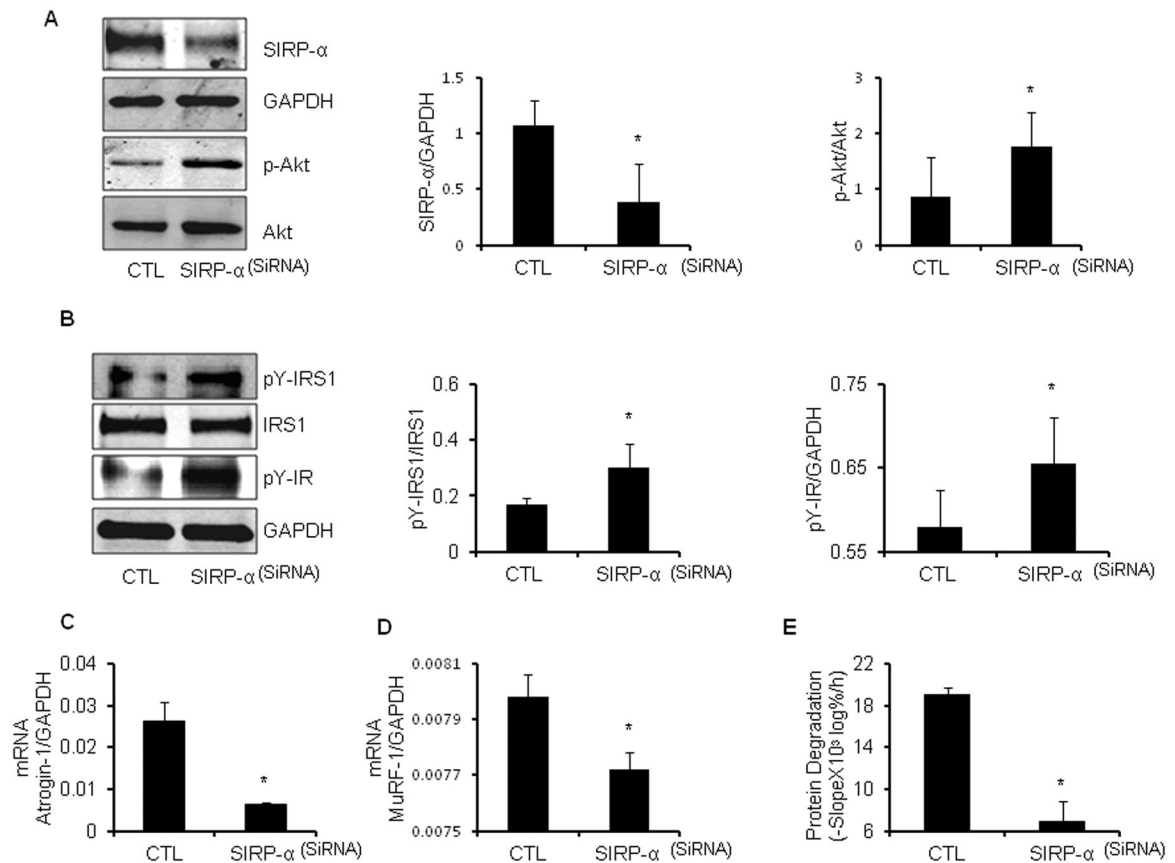 A
SIRP-α
GAPDH
p-Akt
Akt
CTL SIRP-α (SiRNA)
SIRP-α/GAPDH
1.5
1
0.5
0
*
CTL SIRP-α (SiRNA)
p-Akt/Akt
3
2
1
0
*
CTL SIRP-α (SiRNA)
B
pY-IRS1
IRS1
pY-IR
GAPDH
CTL SIRP-α (SiRNA)
pY-IRS1/IRS1
0.6
0.4
0.2
0
*
CTL SIRP-α (SiRNA)
pY-IR/GAPDH
0.75
0.65
0.55
*
CTL SIRP-α (SiRNA)
C
mRNA
Atrogin-1/GAPDH
0.04
0.03
0.02
0.01
0
*
CTL SIRP-α (SiRNA)
D
mRNA
MuRF-1/GAPDH
0.0081
0.0079
0.0077
0.0075
*
CTL SIRP-α (SiRNA)
E
Protein Degradation
(-SlopeX10³ log%/h)
22
18
14
10
6
*
CTL SIRP-α (SiRNA)